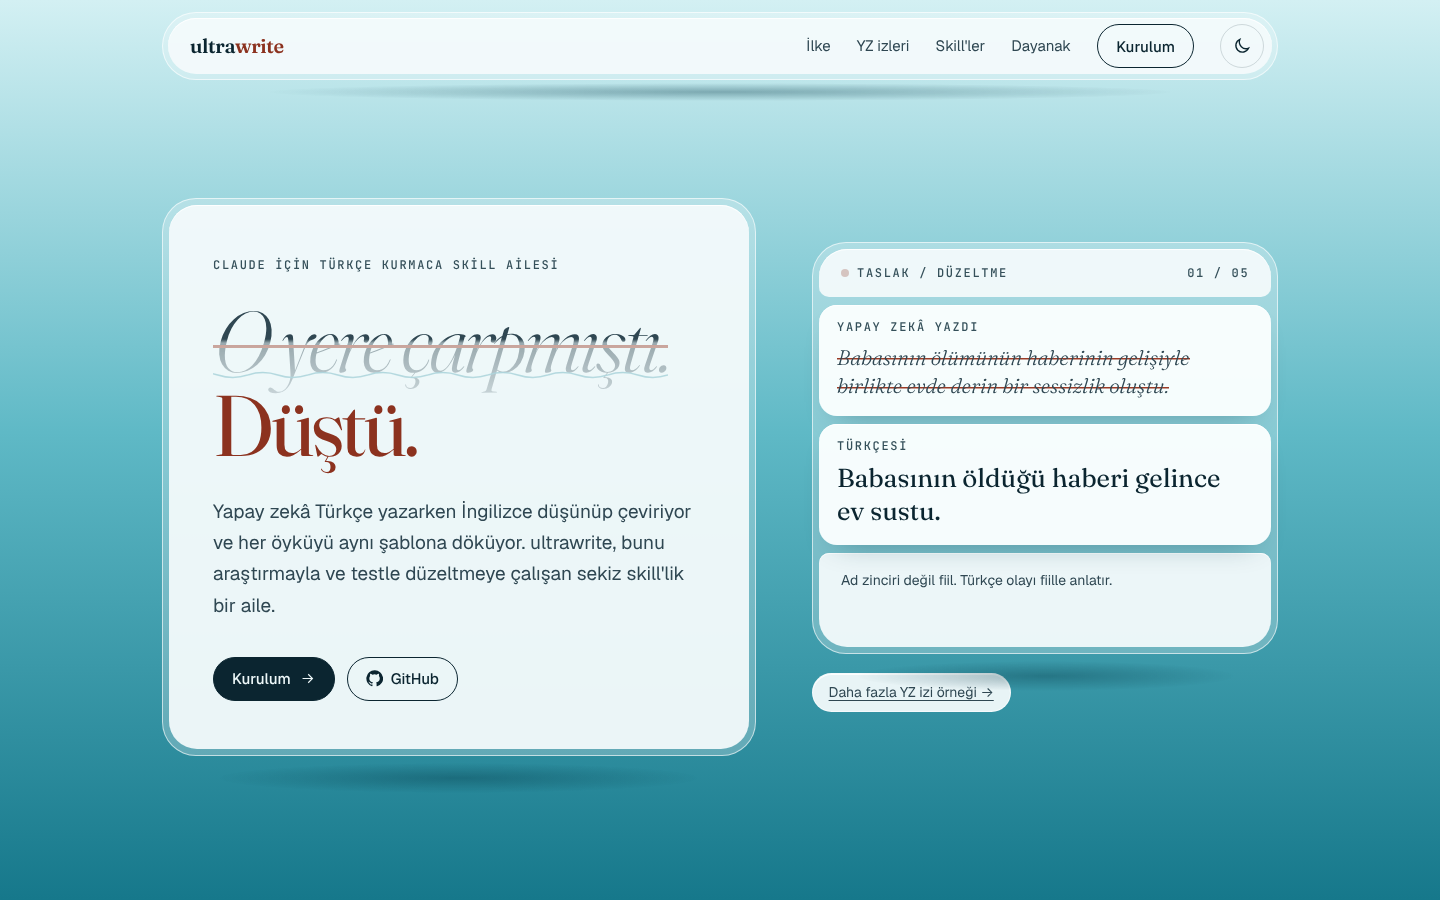 ultrawrite
İlke
YZ izleri
Skill'ler
Dayanak
Kurulum
CLAUDE İÇİN TÜRKÇE KURMACA SKİLL AİLESİ
O yere çarpmıştı.
Düştü.
Yapay zekâ Türkçe yazarken İngilizce düşünüp çeviriyor
ve her öyküyü aynı şablona döküyor. ultrawrite, bunu
araştırmayla ve testle düzeltmeye çalışan sekiz skill'lik
bir aile.
Kurulum →
GitHub
TASLAK / DÜZELTME
01 / 05
YAPAY ZEKÂ YAZDI
Babasının ölümünün haberinin gelişiyle
birlikte evde derin bir sessizlik oluştu.
TÜRKÇESİ
Babasının öldüğü haberi gelince
ev sustu.
Ad zinciri değil fiil. Türkçe olayı fiille anlatır.
Daha fazla YZ izi örneği →